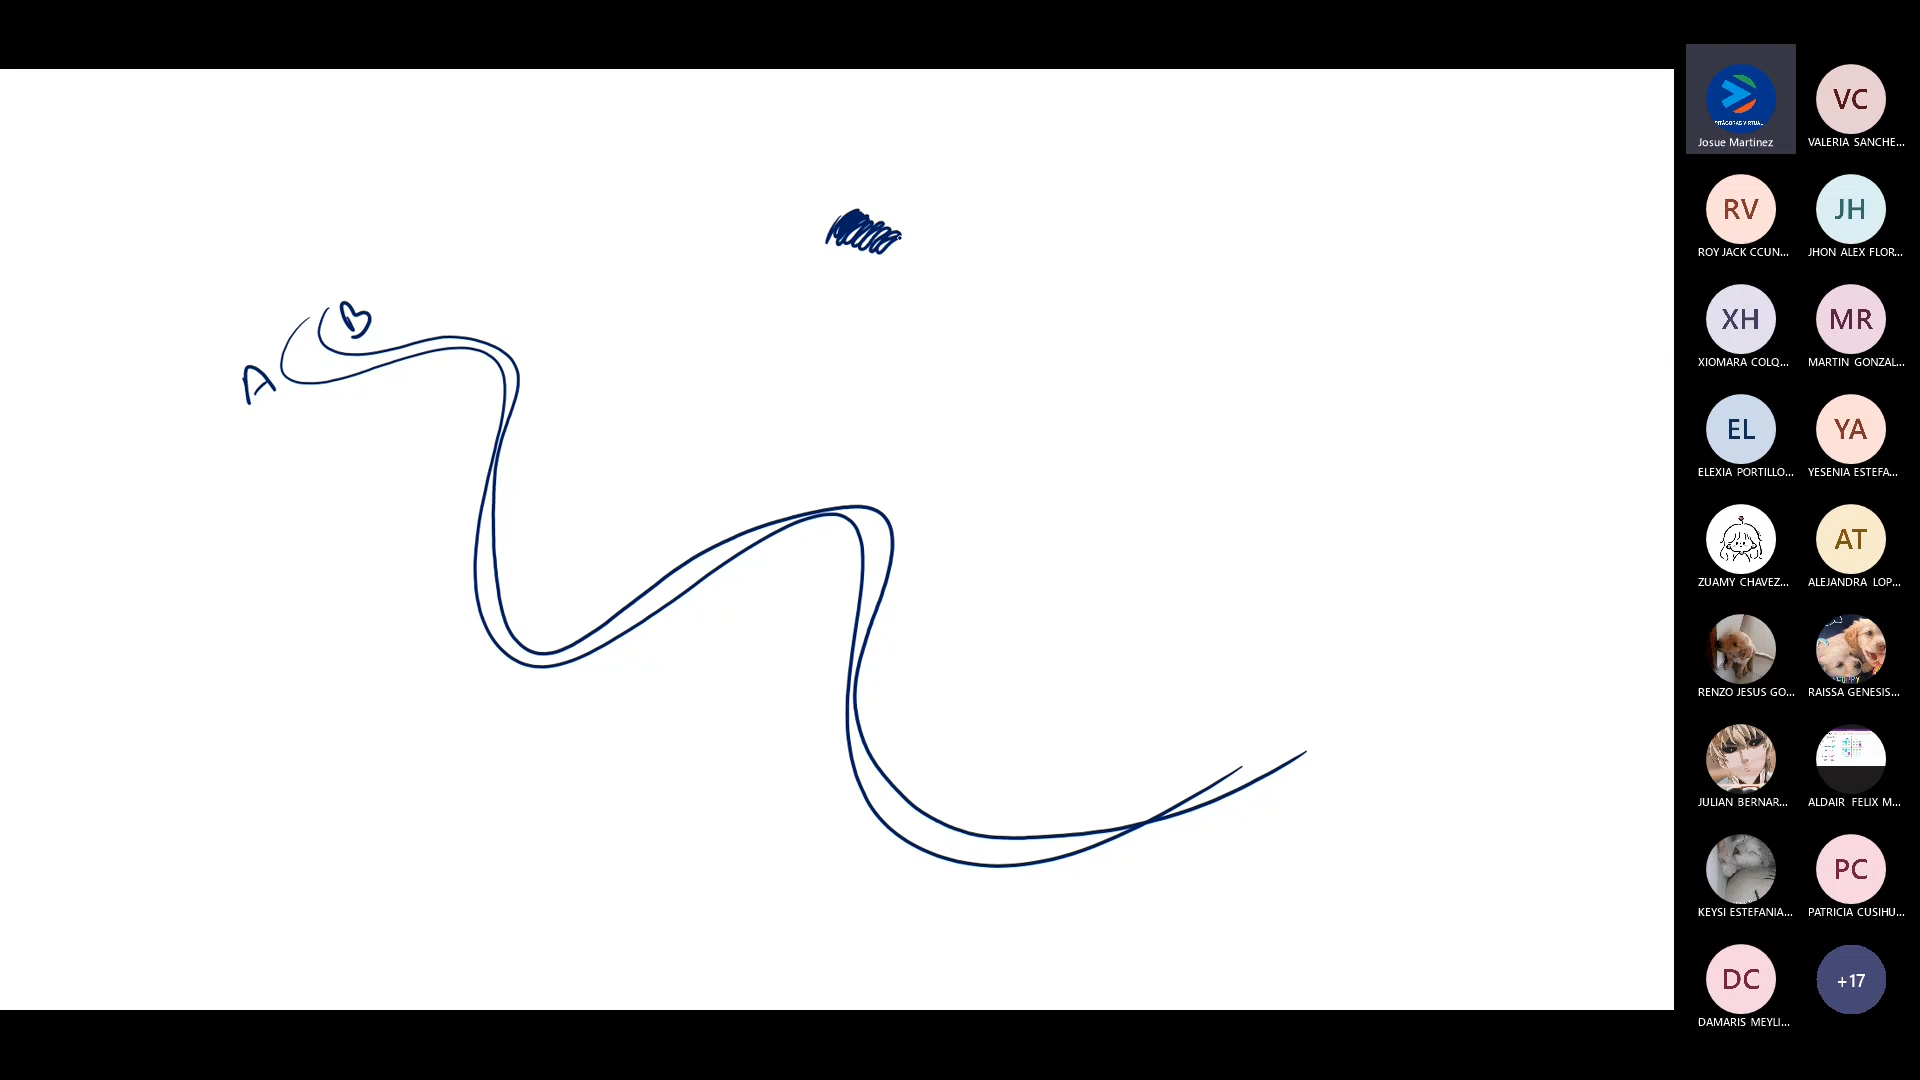 B
A
PITÁGORAS VIRTUAL
Josue Martinez
VC
VALERIA SANCHE...
RV
ROY JACK CCUN...
JH
JHON ALEX FLOR...
XH
XIOMARA COLQ...
MR
MARTIN GONZAL...
EL
ELEXIA PORTILLO...
YA
YESENIA ESTEFA...
ZUAMY CHAVEZ...
AT
ALEJANDRA LOP...
RENZO JESUS GO...
RAISSA GENESIS...
JULIAN BERNAR...
ALDAIR FELIX M...
KEYSI ESTEFANIA...
PC
PATRICIA CUSIHU...
DC
DAMARIS MEYLI...
+17